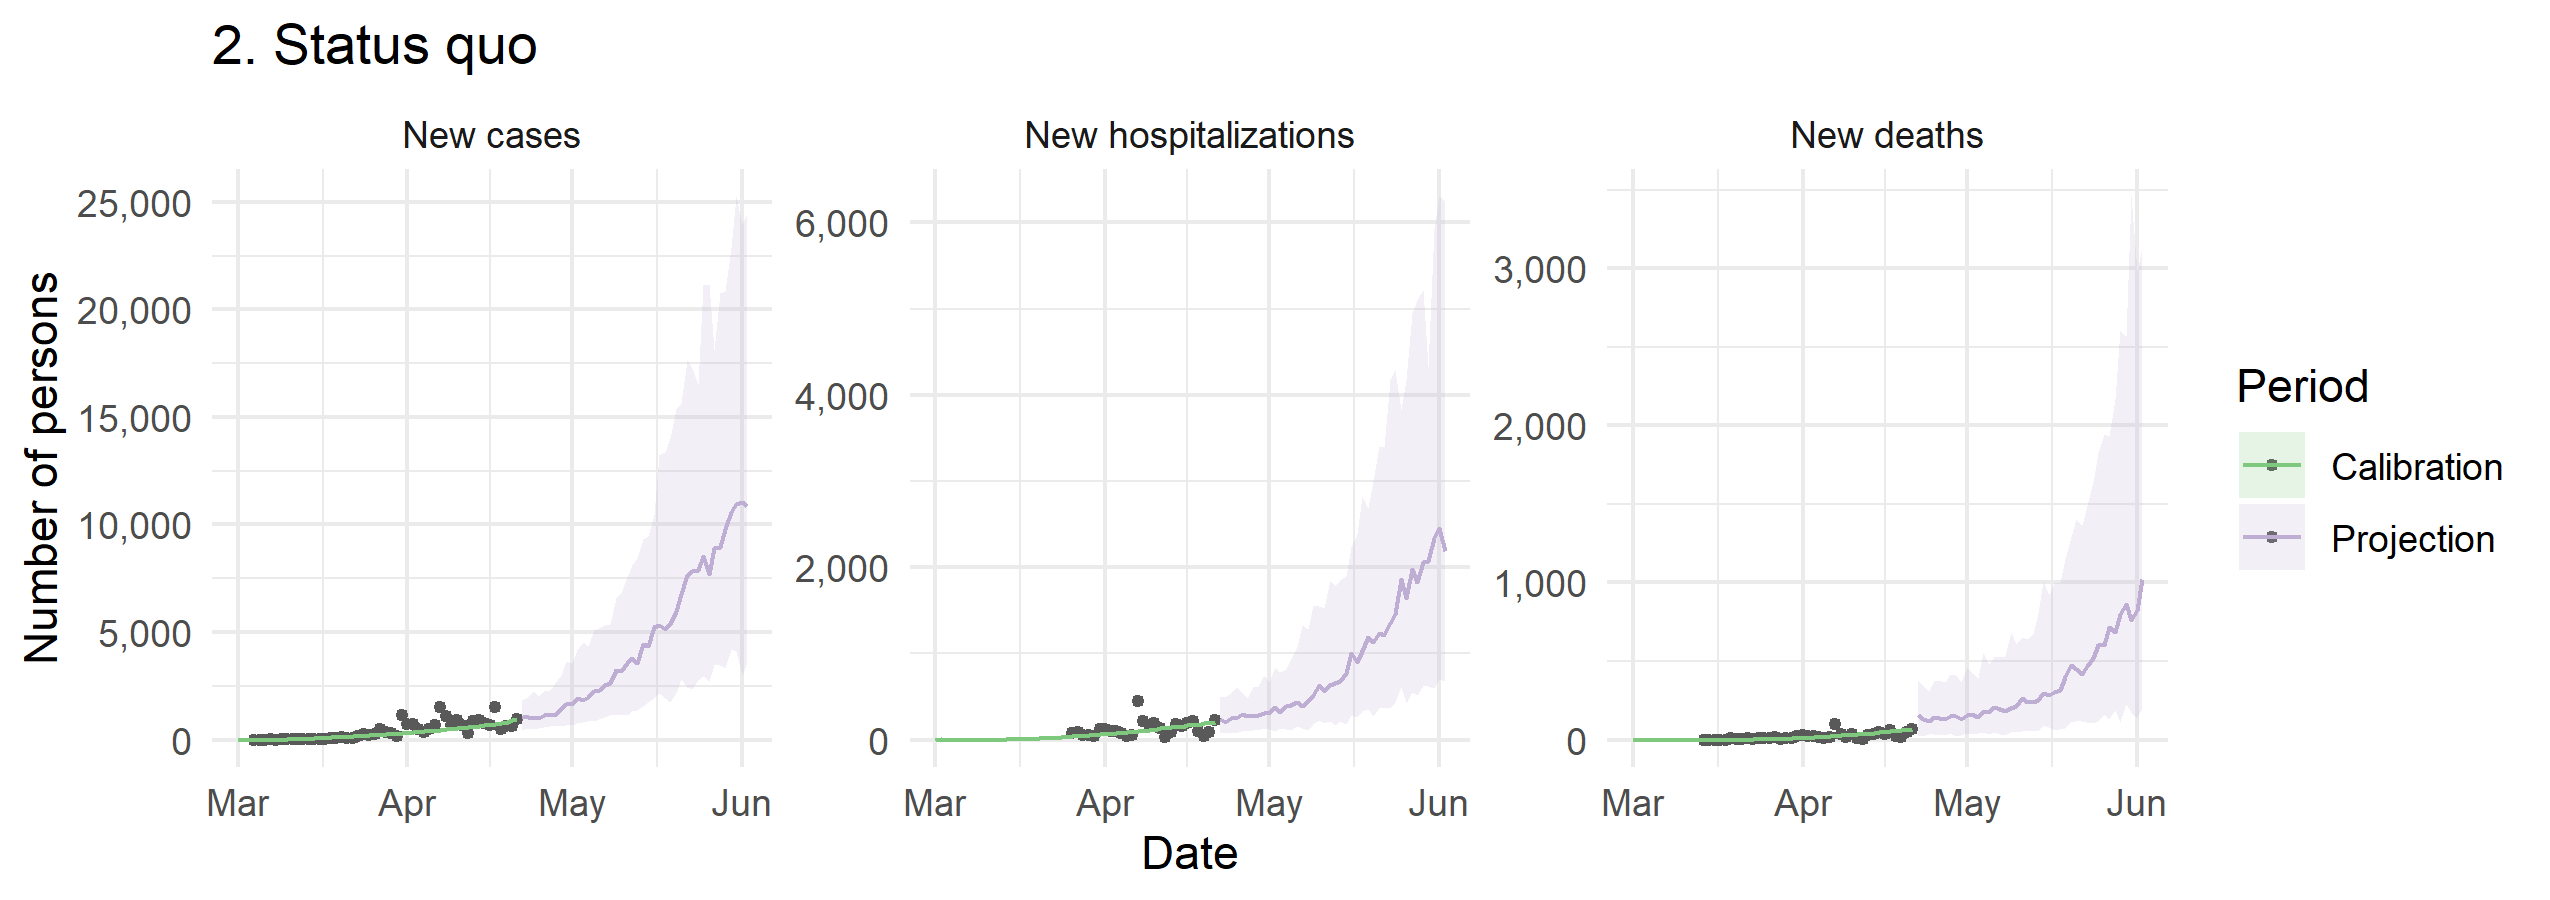 2. Status quo
New cases
New hospitalizations
New deaths
Number of persons
25,000
20,000
15,000
10,000
5,000
0
6,000
4,000
2,000
0
3,000
2,000
1,000
0
Mar Apr May Jun
Mar Apr May Jun
Mar Apr May Jun
Date
Period
Calibration
Projection